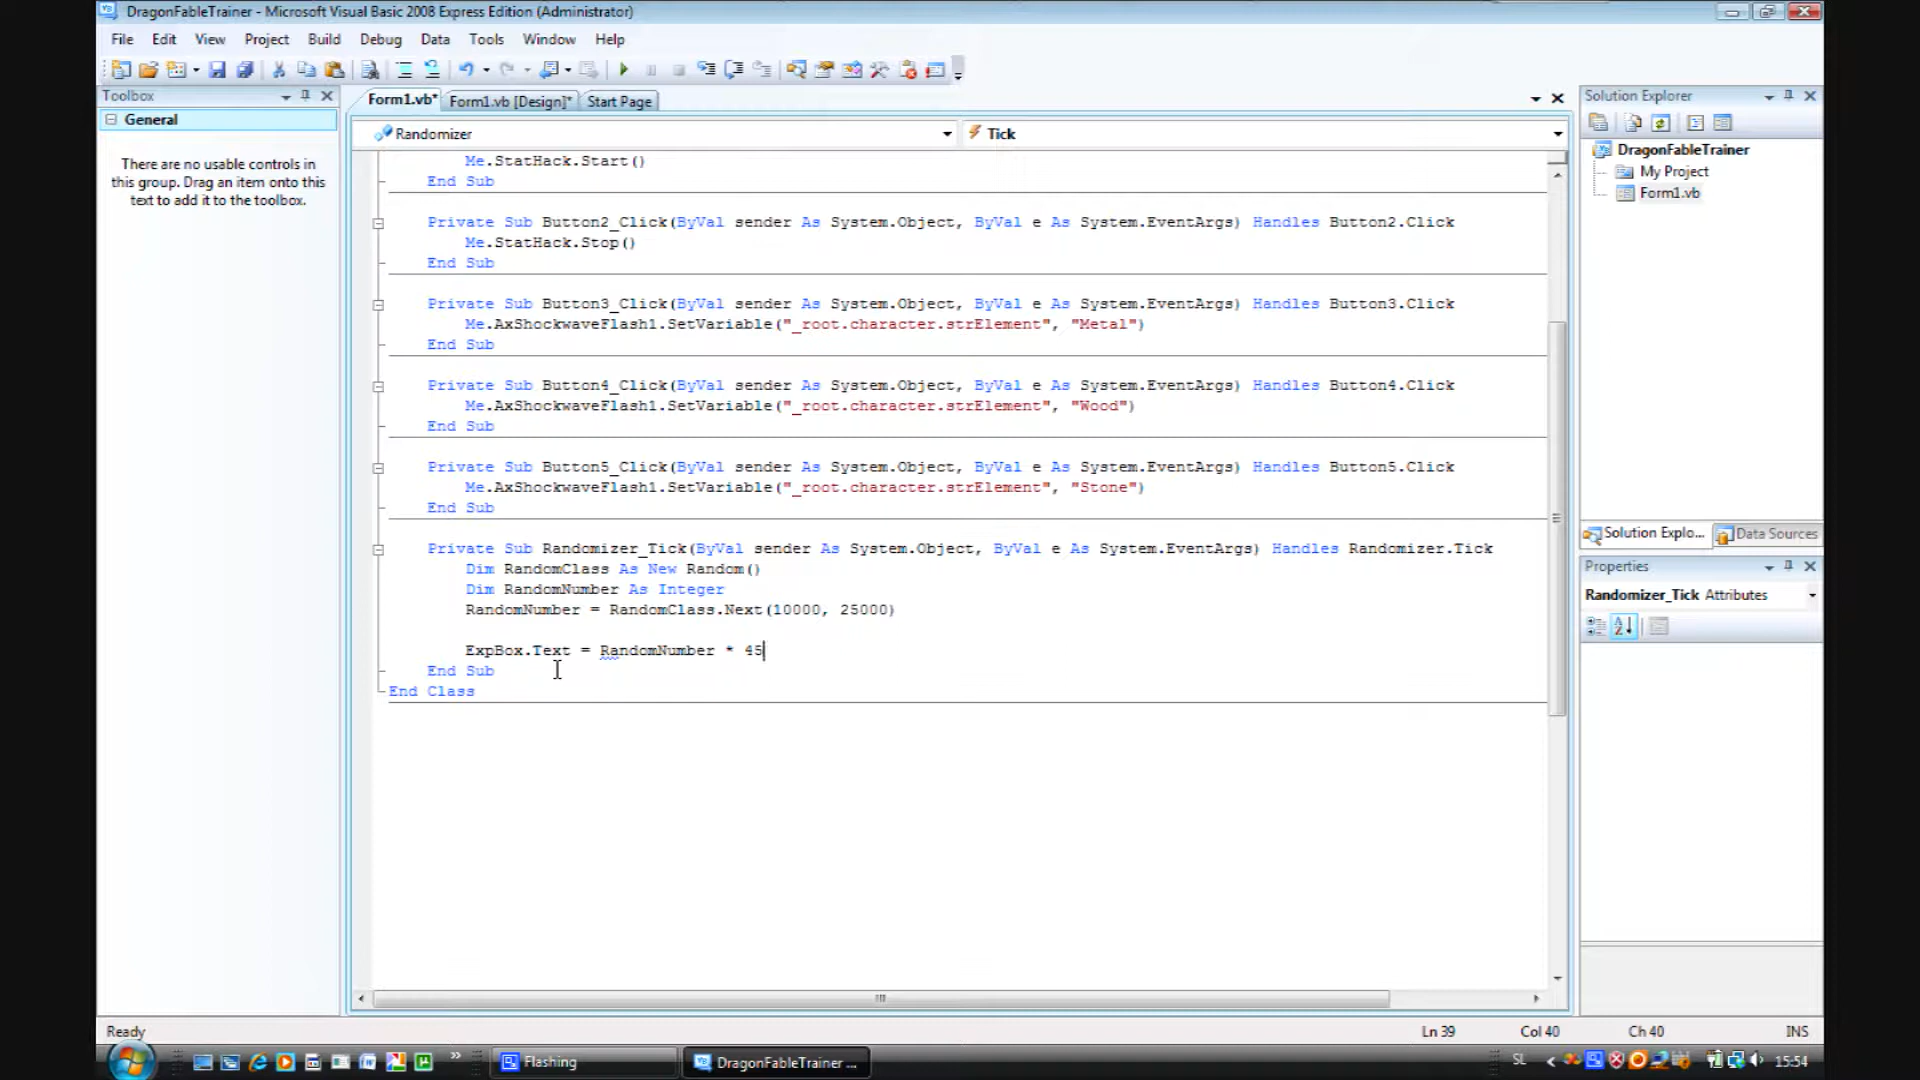 DragonFableTrainer - Microsoft Visual Basic 2008 Express Edition (Administrator)
File Edit View Project Build Debug Data Tools Window Help
Toolbox
General
There are no usable controls in
this group. Drag an item onto this
text to add it to the toolbox.
Form1.vb* Form1.vb [Design]* Start Page
Randomizer Tick
Me.StatHack.Start()
End Sub
Private Sub Button2_Click(ByVal sender As System.Object, ByVal e As System.EventArgs) Handles Button2.Click
Me.StatHack.Stop()
End Sub
Private Sub Button3_Click(ByVal sender As System.Object, ByVal e As System.EventArgs) Handles Button3.Click
Me.AxShockwaveFlash1.SetVariable("_root.character.strElement", "Metal")
End Sub
Private Sub Button4_Click(ByVal sender As System.Object, ByVal e As System.EventArgs) Handles Button4.Click
Me.AxShockwaveFlash1.SetVariable("_root.character.strElement", "Wood")
End Sub
Private Sub Button5_Click(ByVal sender As System.Object, ByVal e As System.EventArgs) Handles Button5.Click
Me.AxShockwaveFlash1.SetVariable("_root.character.strElement", "Stone")
End Sub
Private Sub Randomizer_Tick(ByVal sender As System.Object, ByVal e As System.EventArgs) Handles Randomizer.Tick
Dim RandomClass As New Random()
Dim RandomNumber As Integer
RandomNumber = RandomClass.Next(10000, 25000)
ExpBox.Text = RandomNumber * 45
End Sub
End Class
Solution Explorer
DragonFableTrainer
My Project
Form1.vb
Solution Explo... Data Sources
Properties
Randomizer_Tick Attributes
Ready Ln 39 Col 40 Ch 40 INS
Flashing DragonFableTrainer ... SL 15:54